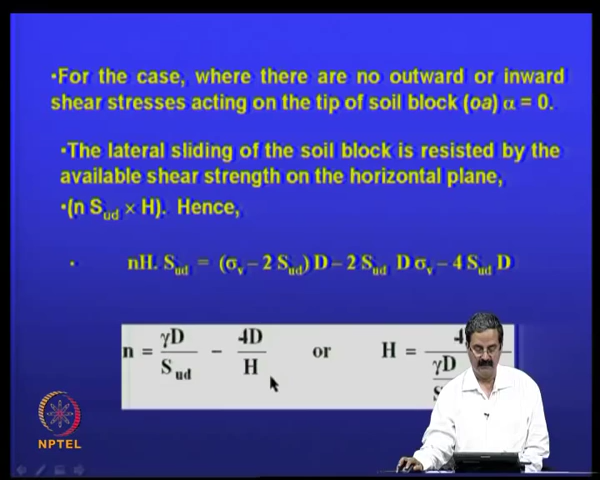 •For the case, where there are no outward or inward
shear stresses acting on the tip of soil block (oa) α = 0.
•The lateral sliding of the soil block is resisted by the
available shear strength on the horizontal plane,
•(n Sud × H). Hence,
• nH. Sud = (σv – 2 Sud) D – 2 Sud D σv – 4 Sud D
n = γD / Sud – 4D / H or H = 4 / γD
NPTEL